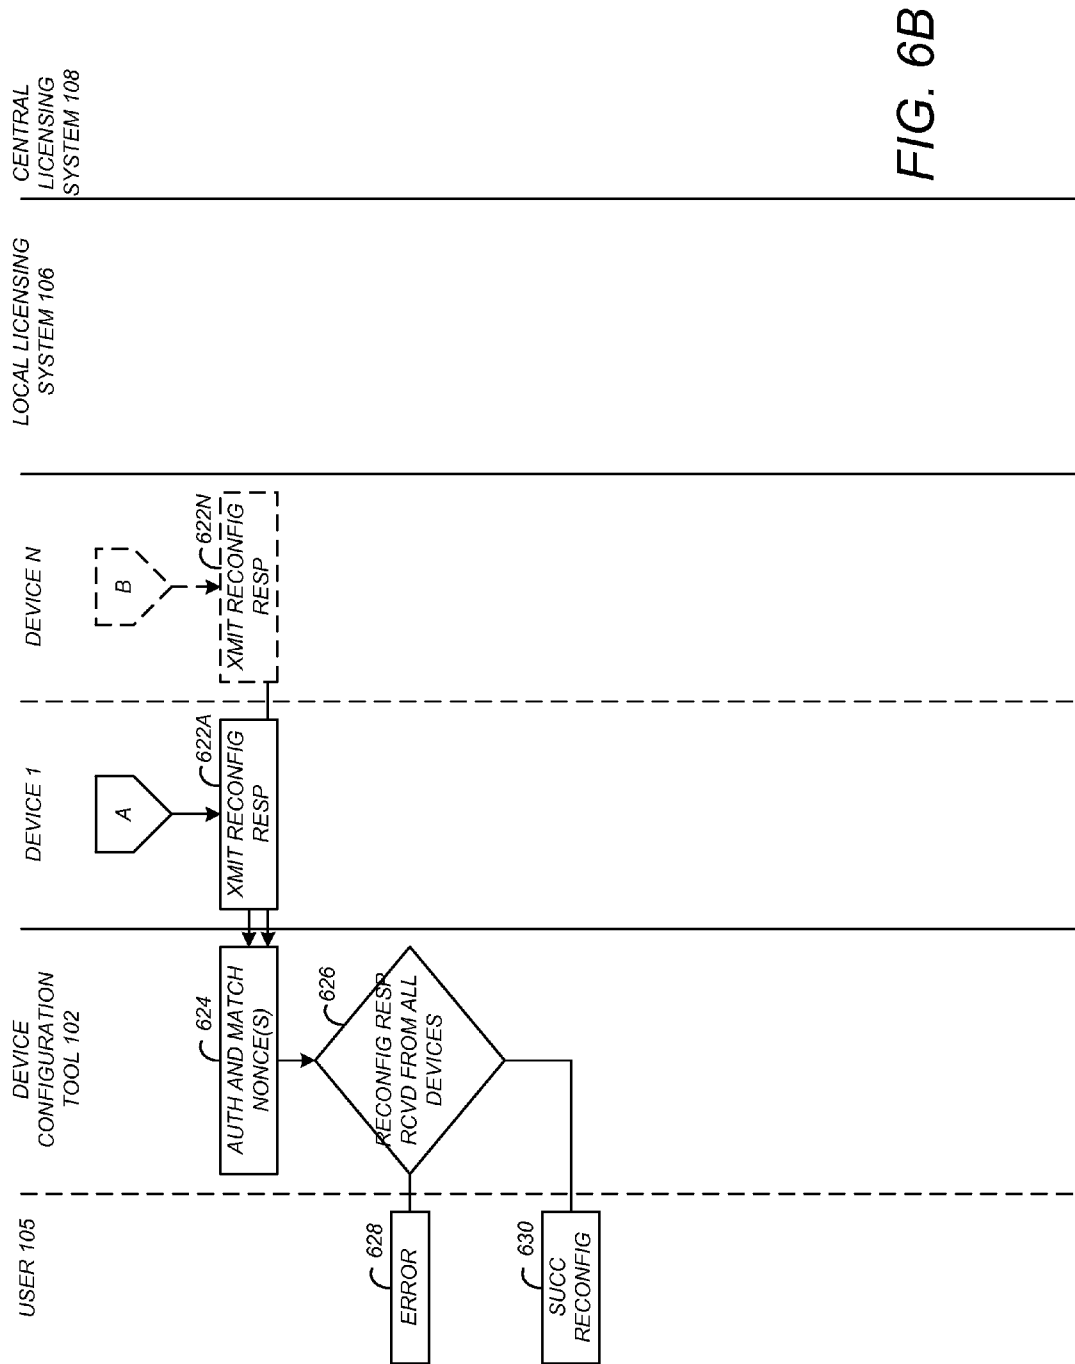 USER 105
DEVICE
CONFIGURATION
TOOL 102
DEVICE 1
DEVICE N
LOCAL LICENSING
SYSTEM 106
CENTRAL
LICENSING
SYSTEM 108
A
B
624
AUTH AND MATCH
NONCE(S)
622A
XMIT RECONFIG
RESP
622N
XMIT RECONFIG
RESP
626
RECONFIG RESP
RCVD FROM ALL
DEVICES
628
ERROR
630
SUCC
RECONFIG
FIG. 6B